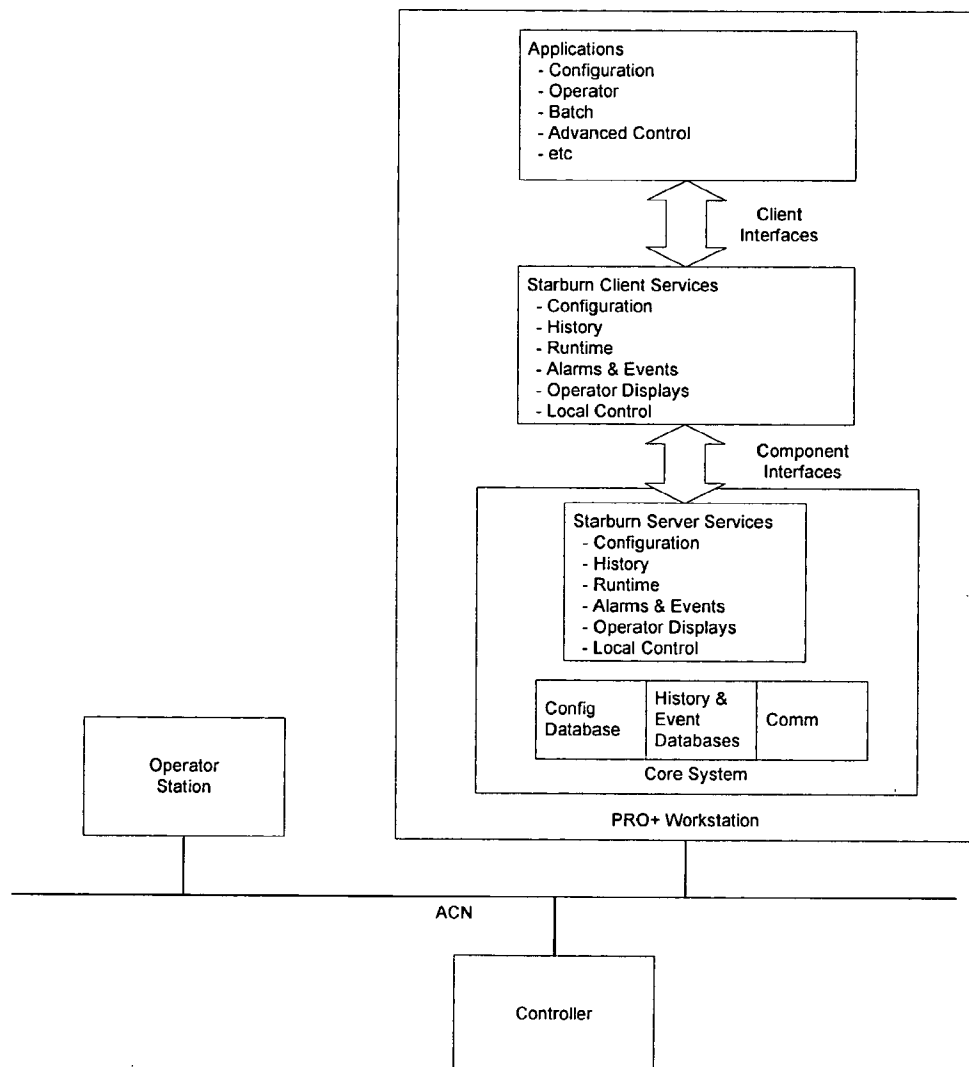 Applications
- Configuration
- Operator
- Batch
- Advanced Control
- etc
Client
Interfaces
Starburn Client Services
- Configuration
- History
- Runtime
- Alarms & Events
- Operator Displays
- Local Control
Component
Interfaces
Starburn Server Services
- Configuration
- History
- Runtime
- Alarms & Events
- Operator Displays
- Local Control
Config
Database
History &
Event
Databases
Comm
Core System
Operator
Station
PRO+ Workstation
ACN
Controller